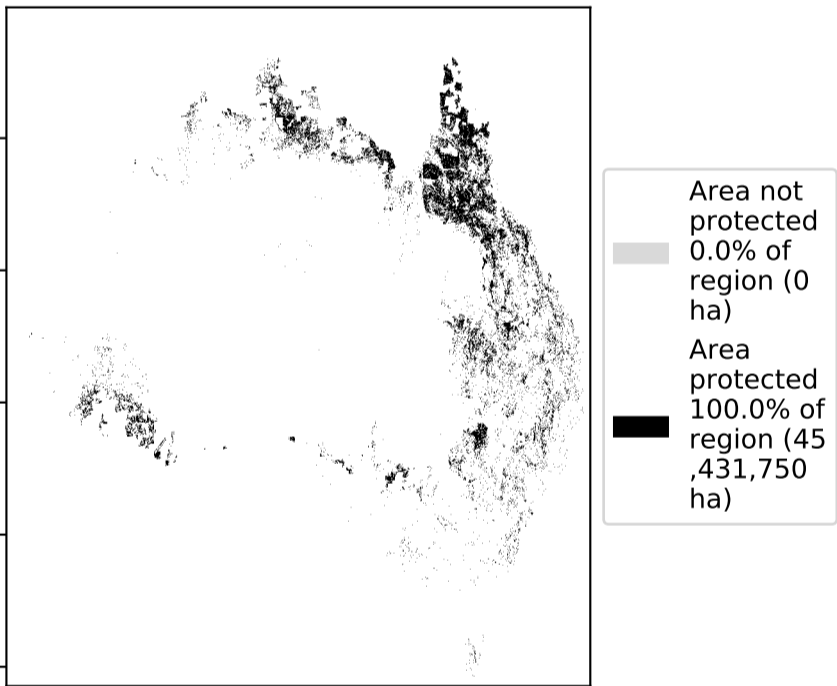 Area not
protected
0.0% of
region (0
ha)
Area
protected
100.0% of
region (45
,431,750
ha)